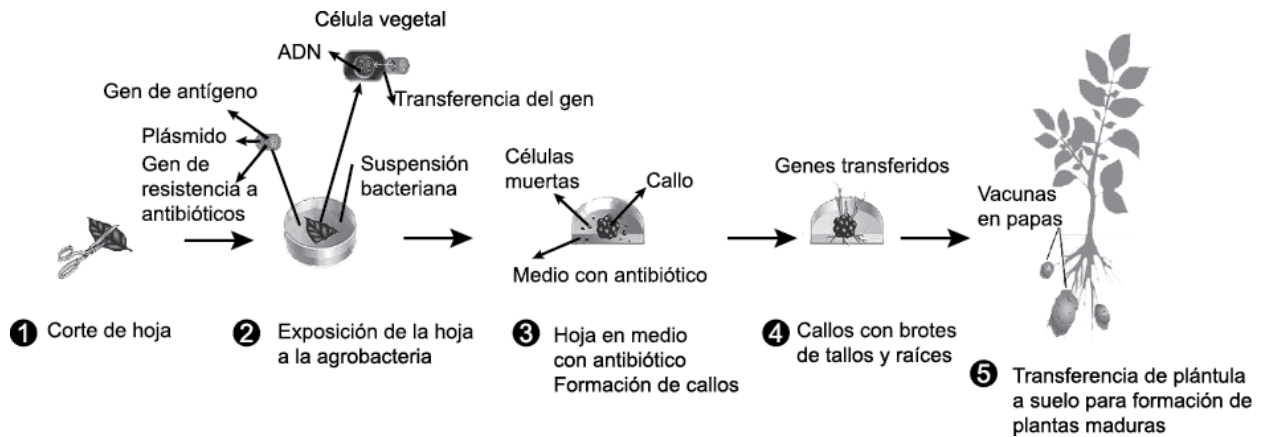 Célula vegetal
ADN
Transferencia del gen
Gen de antígeno
Plásmido
Gen de
resistencia a
antibióticos
Suspensión
bacteriana
Células
muertas
Callo
Medio con antibiótico
Genes transferidos
Vacunas
en papas
1 Corte de hoja
2 Exposición de la hoja
a la agrobacteria
3 Hoja en medio
con antibiótico
Formación de callos
4 Callos con brotes
de tallos y raíces
5 Transferencia de plántula
a suelo para formación de
plantas maduras